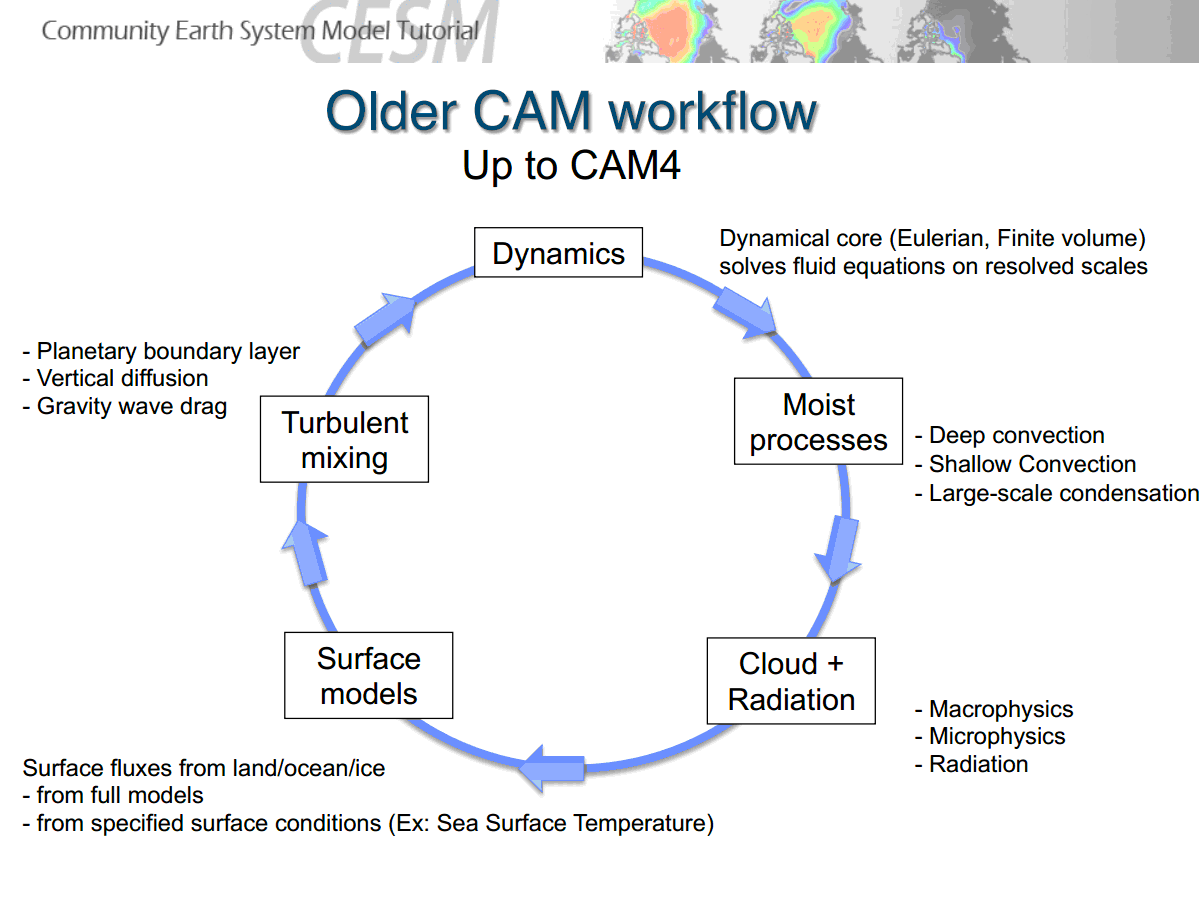 Community Earth System Model Tutorial
CESM
Older CAM workflow
Up to CAM4
Dynamics
Dynamical core (Eulerian, Finite volume)
solves fluid equations on resolved scales
Moist
processes
- Deep convection
- Shallow Convection
- Large-scale condensation
Cloud +
Radiation
- Macrophysics
- Microphysics
- Radiation
Surface
models
Surface fluxes from land/ocean/ice
- from full models
- from specified surface conditions (Ex: Sea Surface Temperature)
Turbulent
mixing
- Planetary boundary layer
- Vertical diffusion
- Gravity wave drag